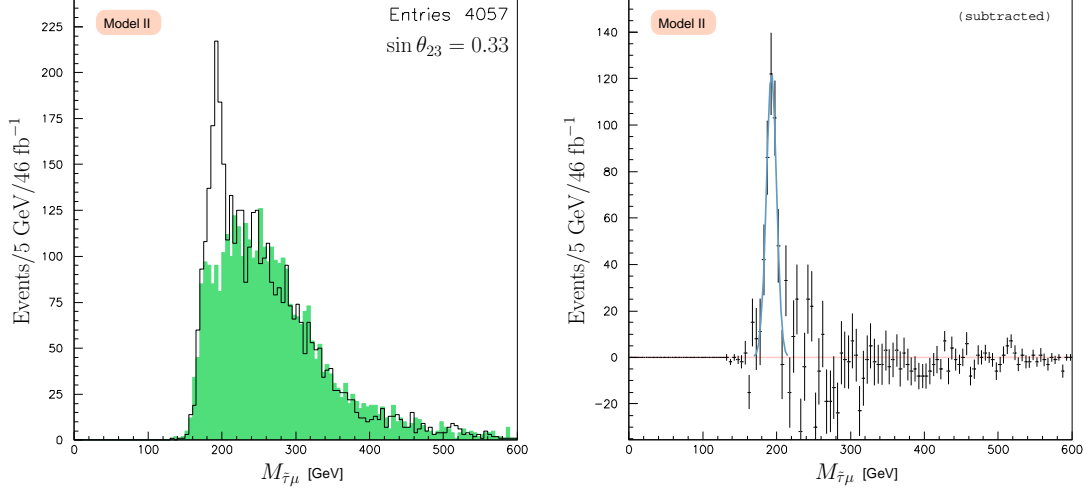 Model II
Entries 4057
sin θ₂₃ = 0.33
Events/5 GeV/46 fb⁻¹
225
200
175
150
125
100
75
50
25
0
0 100 200 300 400 500 600
M_τ̃μ [GeV]
Model II
(subtracted)
Events/5 GeV/46 fb⁻¹
140
120
100
80
60
40
20
0
−20
0 100 200 300 400 500 600
M_τ̃μ [GeV]